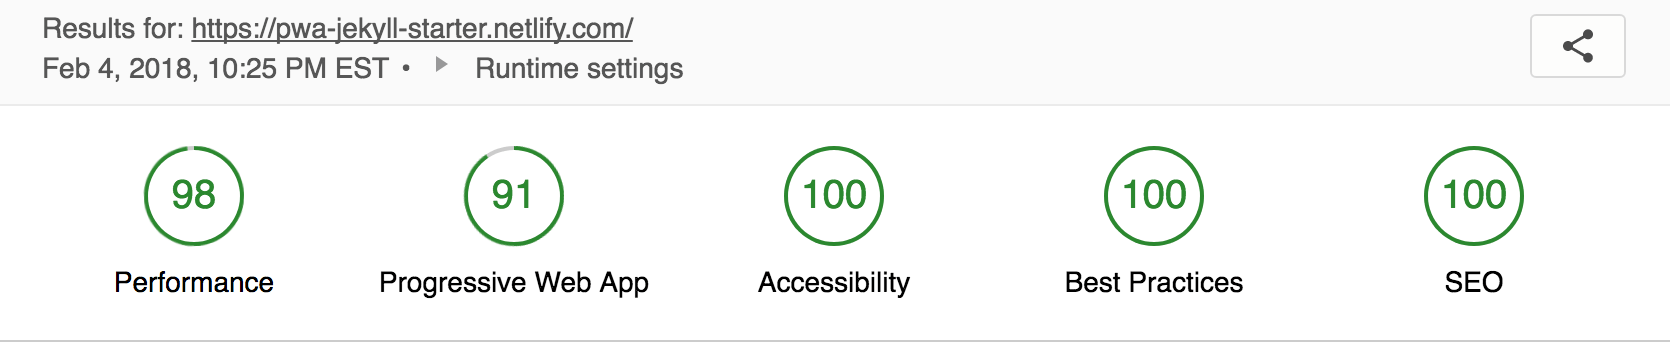 Results for: https://pwa-jekyll-starter.netlify.com/
Feb 4, 2018, 10:25 PM EST • Runtime settings
98 91 100 100 100
Performance Progressive Web App Accessibility Best Practices SEO